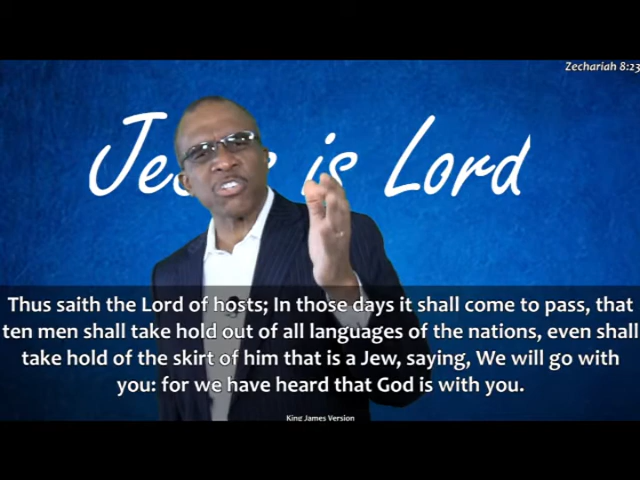 Zechariah 8:23
Jesus is Lord
Thus saith the Lord of hosts; In those days it shall come to pass, that
ten men shall take hold out of all languages of the nations, even shall
take hold of the skirt of him that is a Jew, saying, We will go with
you: for we have heard that God is with you.
King James Version